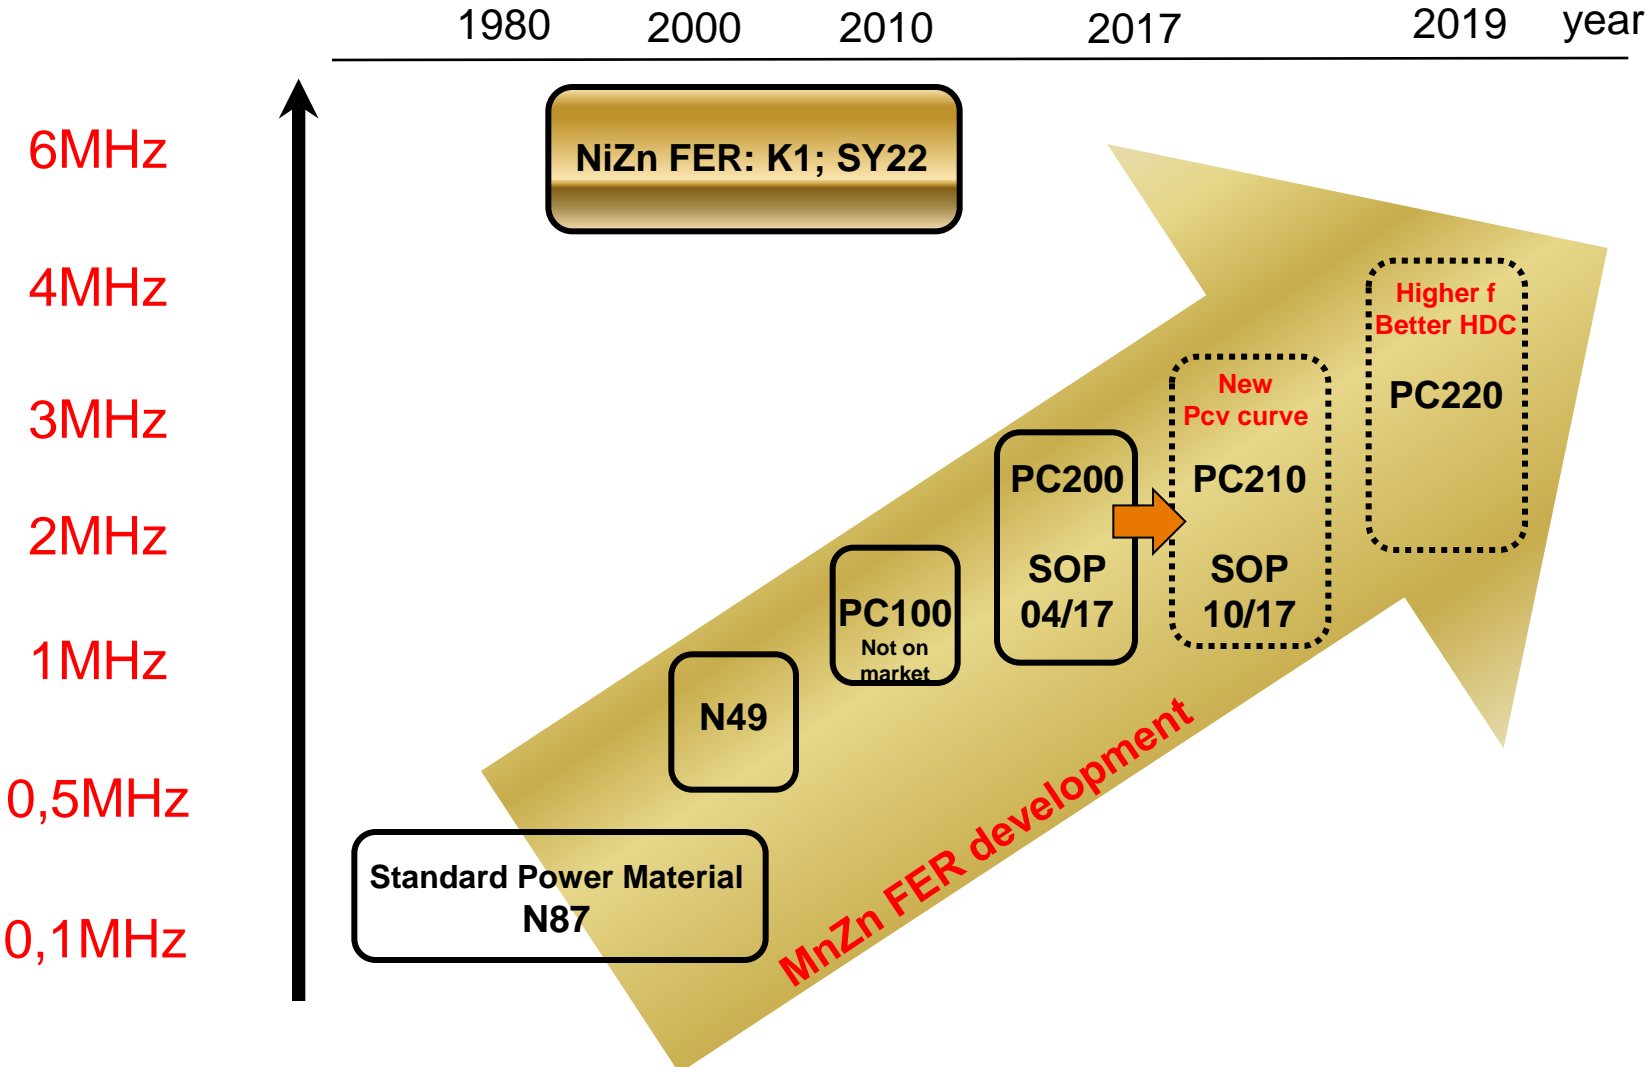 1980 2000 2010 2017 2019 year
6MHz
4MHz
3MHz
2MHz
1MHz
0,5MHz
0,1MHz
NiZn FER: K1; SY22
Higher f
Better HDC
PC220
New
Pcv curve
PC210
SOP
10/17
PC200
SOP
04/17
PC100
Not on
market
N49
Standard Power Material
N87
MnZn FER development